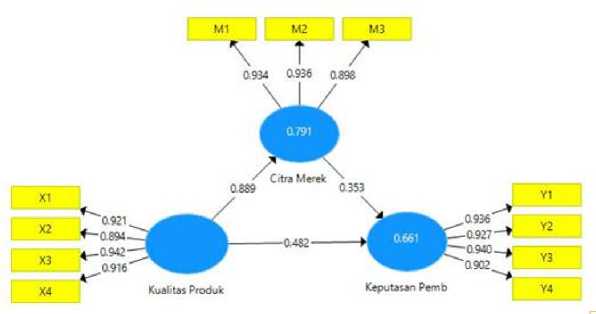 M1 M2 M3
0.934 0.936 0.898
0.791
Citra Merek
0.889 0.353
X1
X2
X3
X4
0.921
0.894
0.942
0.916
Kualitas Produk
0.482
0.661
Keputasan Pemb
0.936
0.927
0.940
0.902
Y1
Y2
Y3
Y4